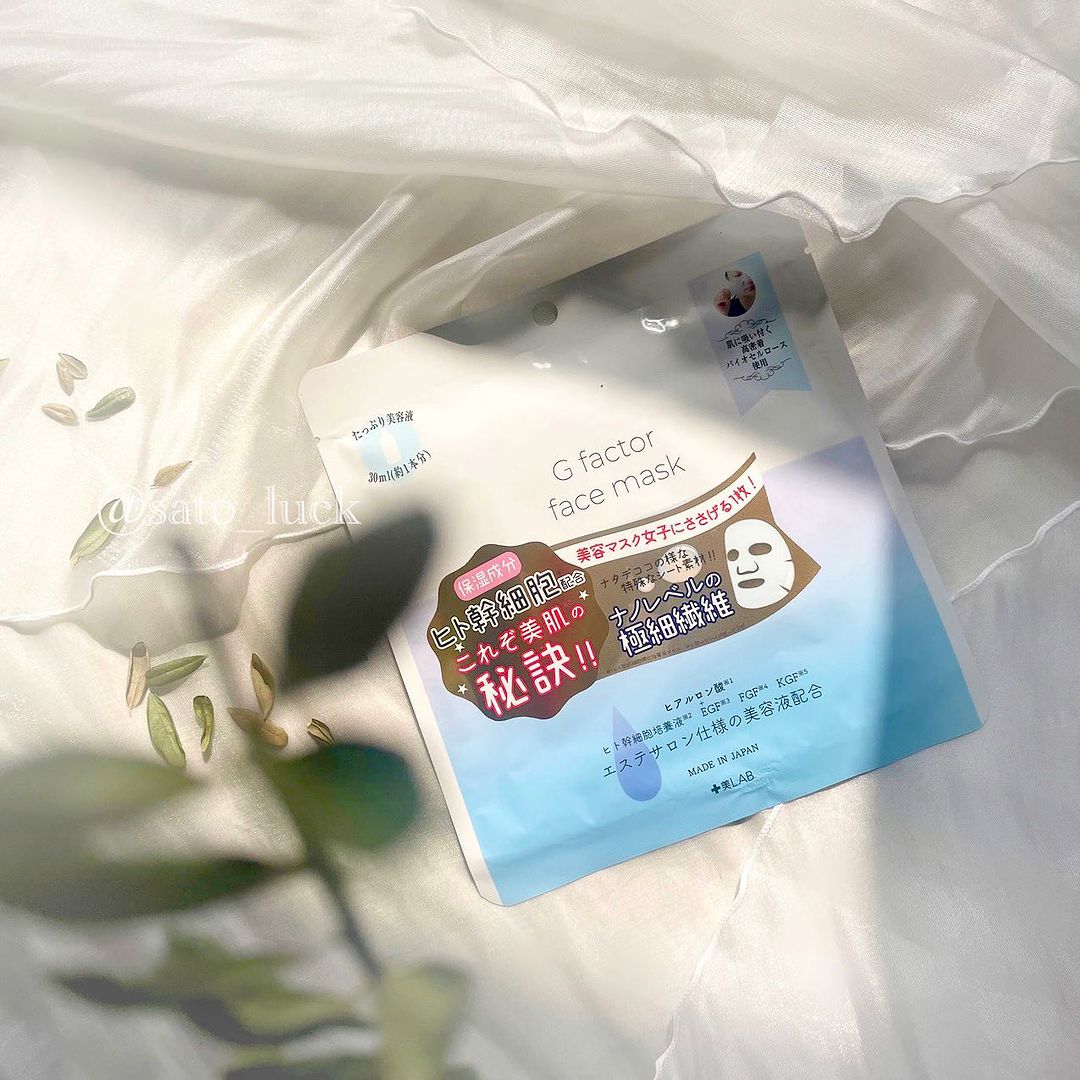 肌に吸い付く
高密着
バイオセルロース
使用
たっぷり美容液
30ml(約1本分)
G factor
face mask
@sato_luck
美容マスク女子にささげる1枚!
ナタデココの様な
特殊なシート素材!!
ナノレベルの
極細繊維
保湿成分
ヒト幹細胞配合
これぞ美肌の
秘訣!!
ヒアルロン酸※1
ヒト幹細胞培養液※2 EGF※3 FGF※4 KGF※5
エステサロン仕様の美容液配合
MADE IN JAPAN
美LAB